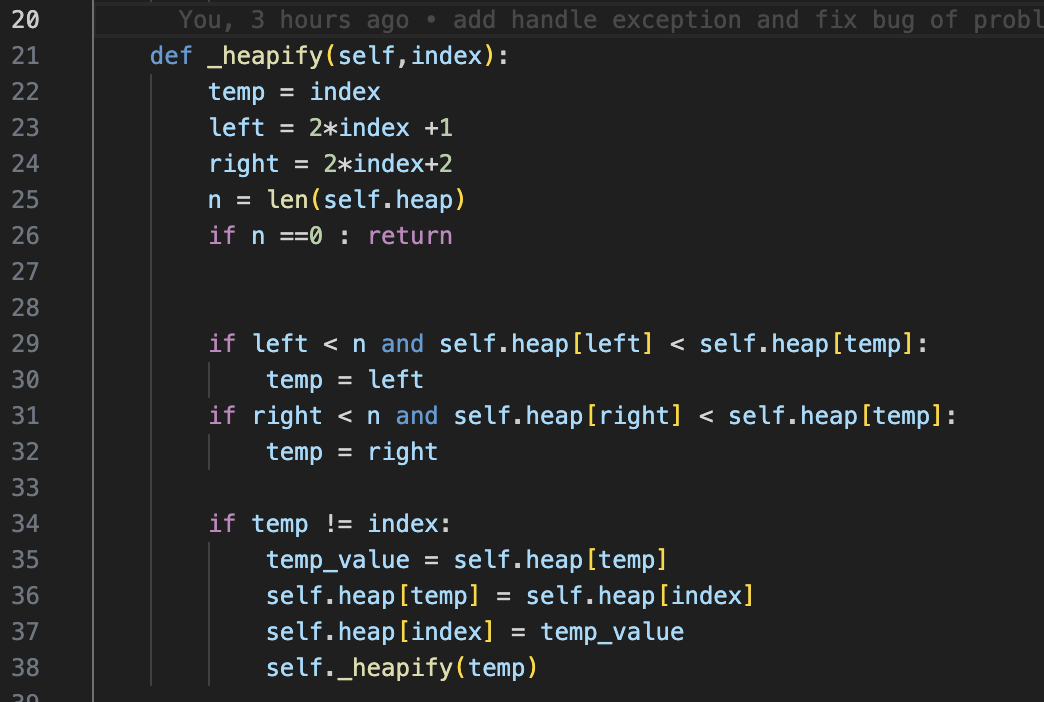 20 You, 3 hours ago • add handle exception and fix bug of
21 def _heapify(self,index):
22 temp = index
23 left = 2*index +1
24 right = 2*index+2
25 n = len(self.heap)
26 if n ==0 : return
27
28
29 if left < n and self.heap[left] < self.heap[temp]:
30 temp = left
31 if right < n and self.heap[right] < self.heap[temp]:
32 temp = right
33
34 if temp != index:
35 temp_value = self.heap[temp]
36 self.heap[temp] = self.heap[index]
37 self.heap[index] = temp_value
38 self._heapify(temp)